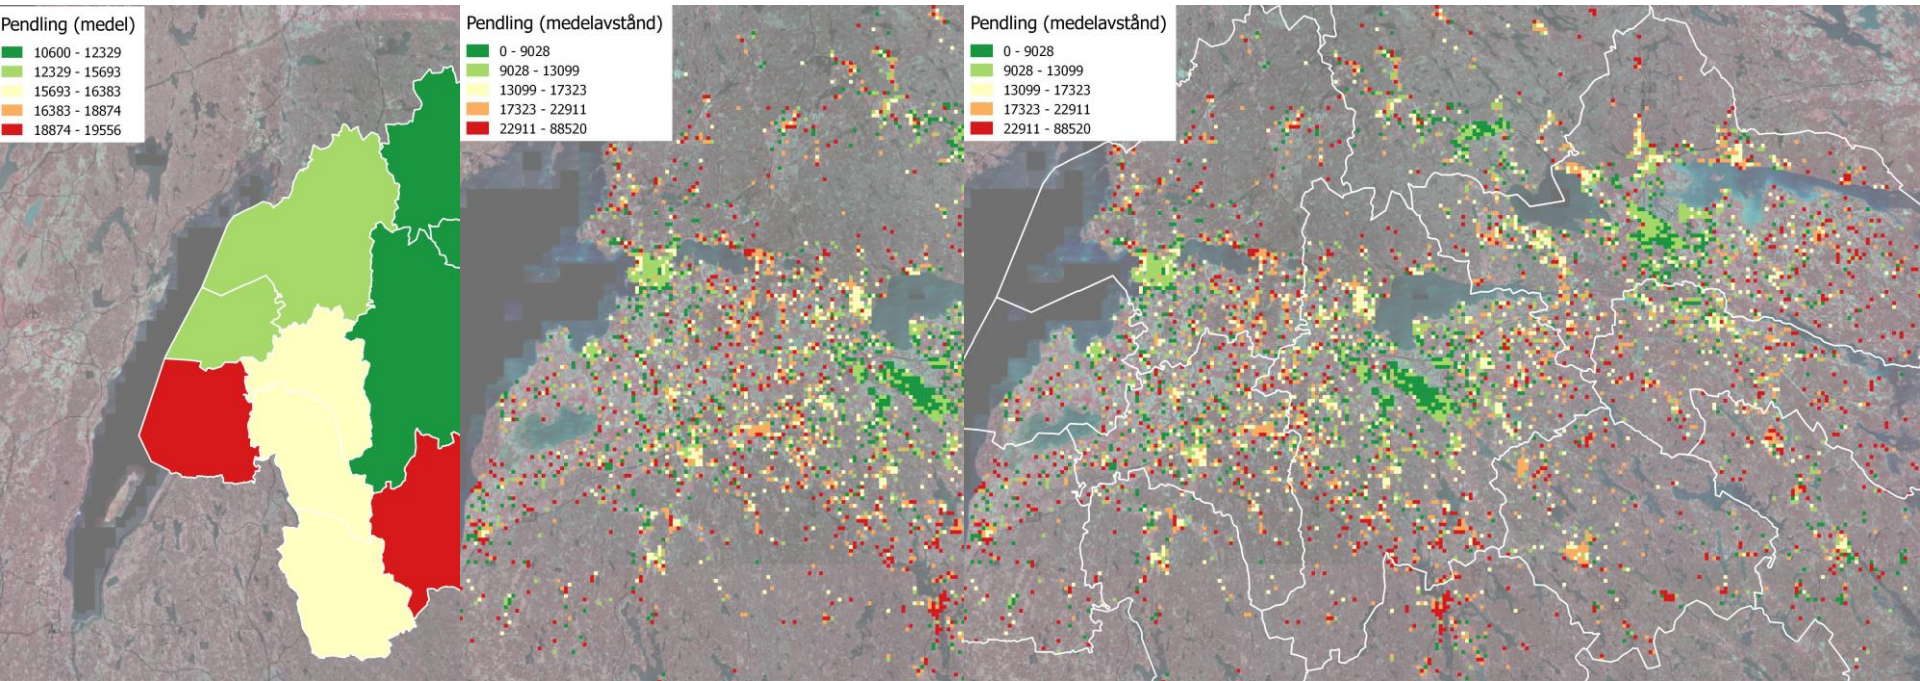 Pendling (medel)
10600 - 12329
12329 - 15693
15693 - 16383
16383 - 18874
18874 - 19556
Pendling (medelavstånd)
0 - 9028
9028 - 13099
13099 - 17323
17323 - 22911
22911 - 88520
Pendling (medelavstånd)
0 - 9028
9028 - 13099
13099 - 17323
17323 - 22911
22911 - 88520